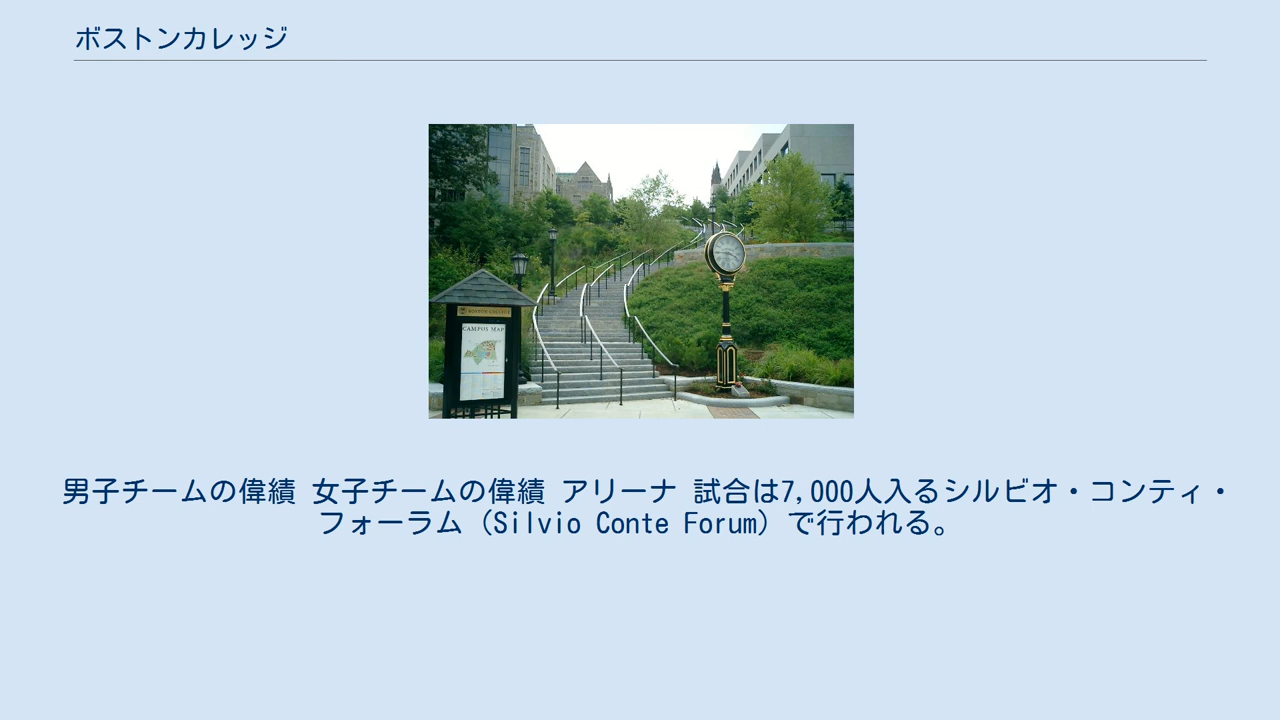 ボストンカレッジ
BOSTON COLLEGE
CAMPUS MAP
男子チームの偉績 女子チームの偉績 アリーナ 試合は7,000人入るシルビオ・コンティ・
フォーラム（Silvio Conte Forum）で行われる。